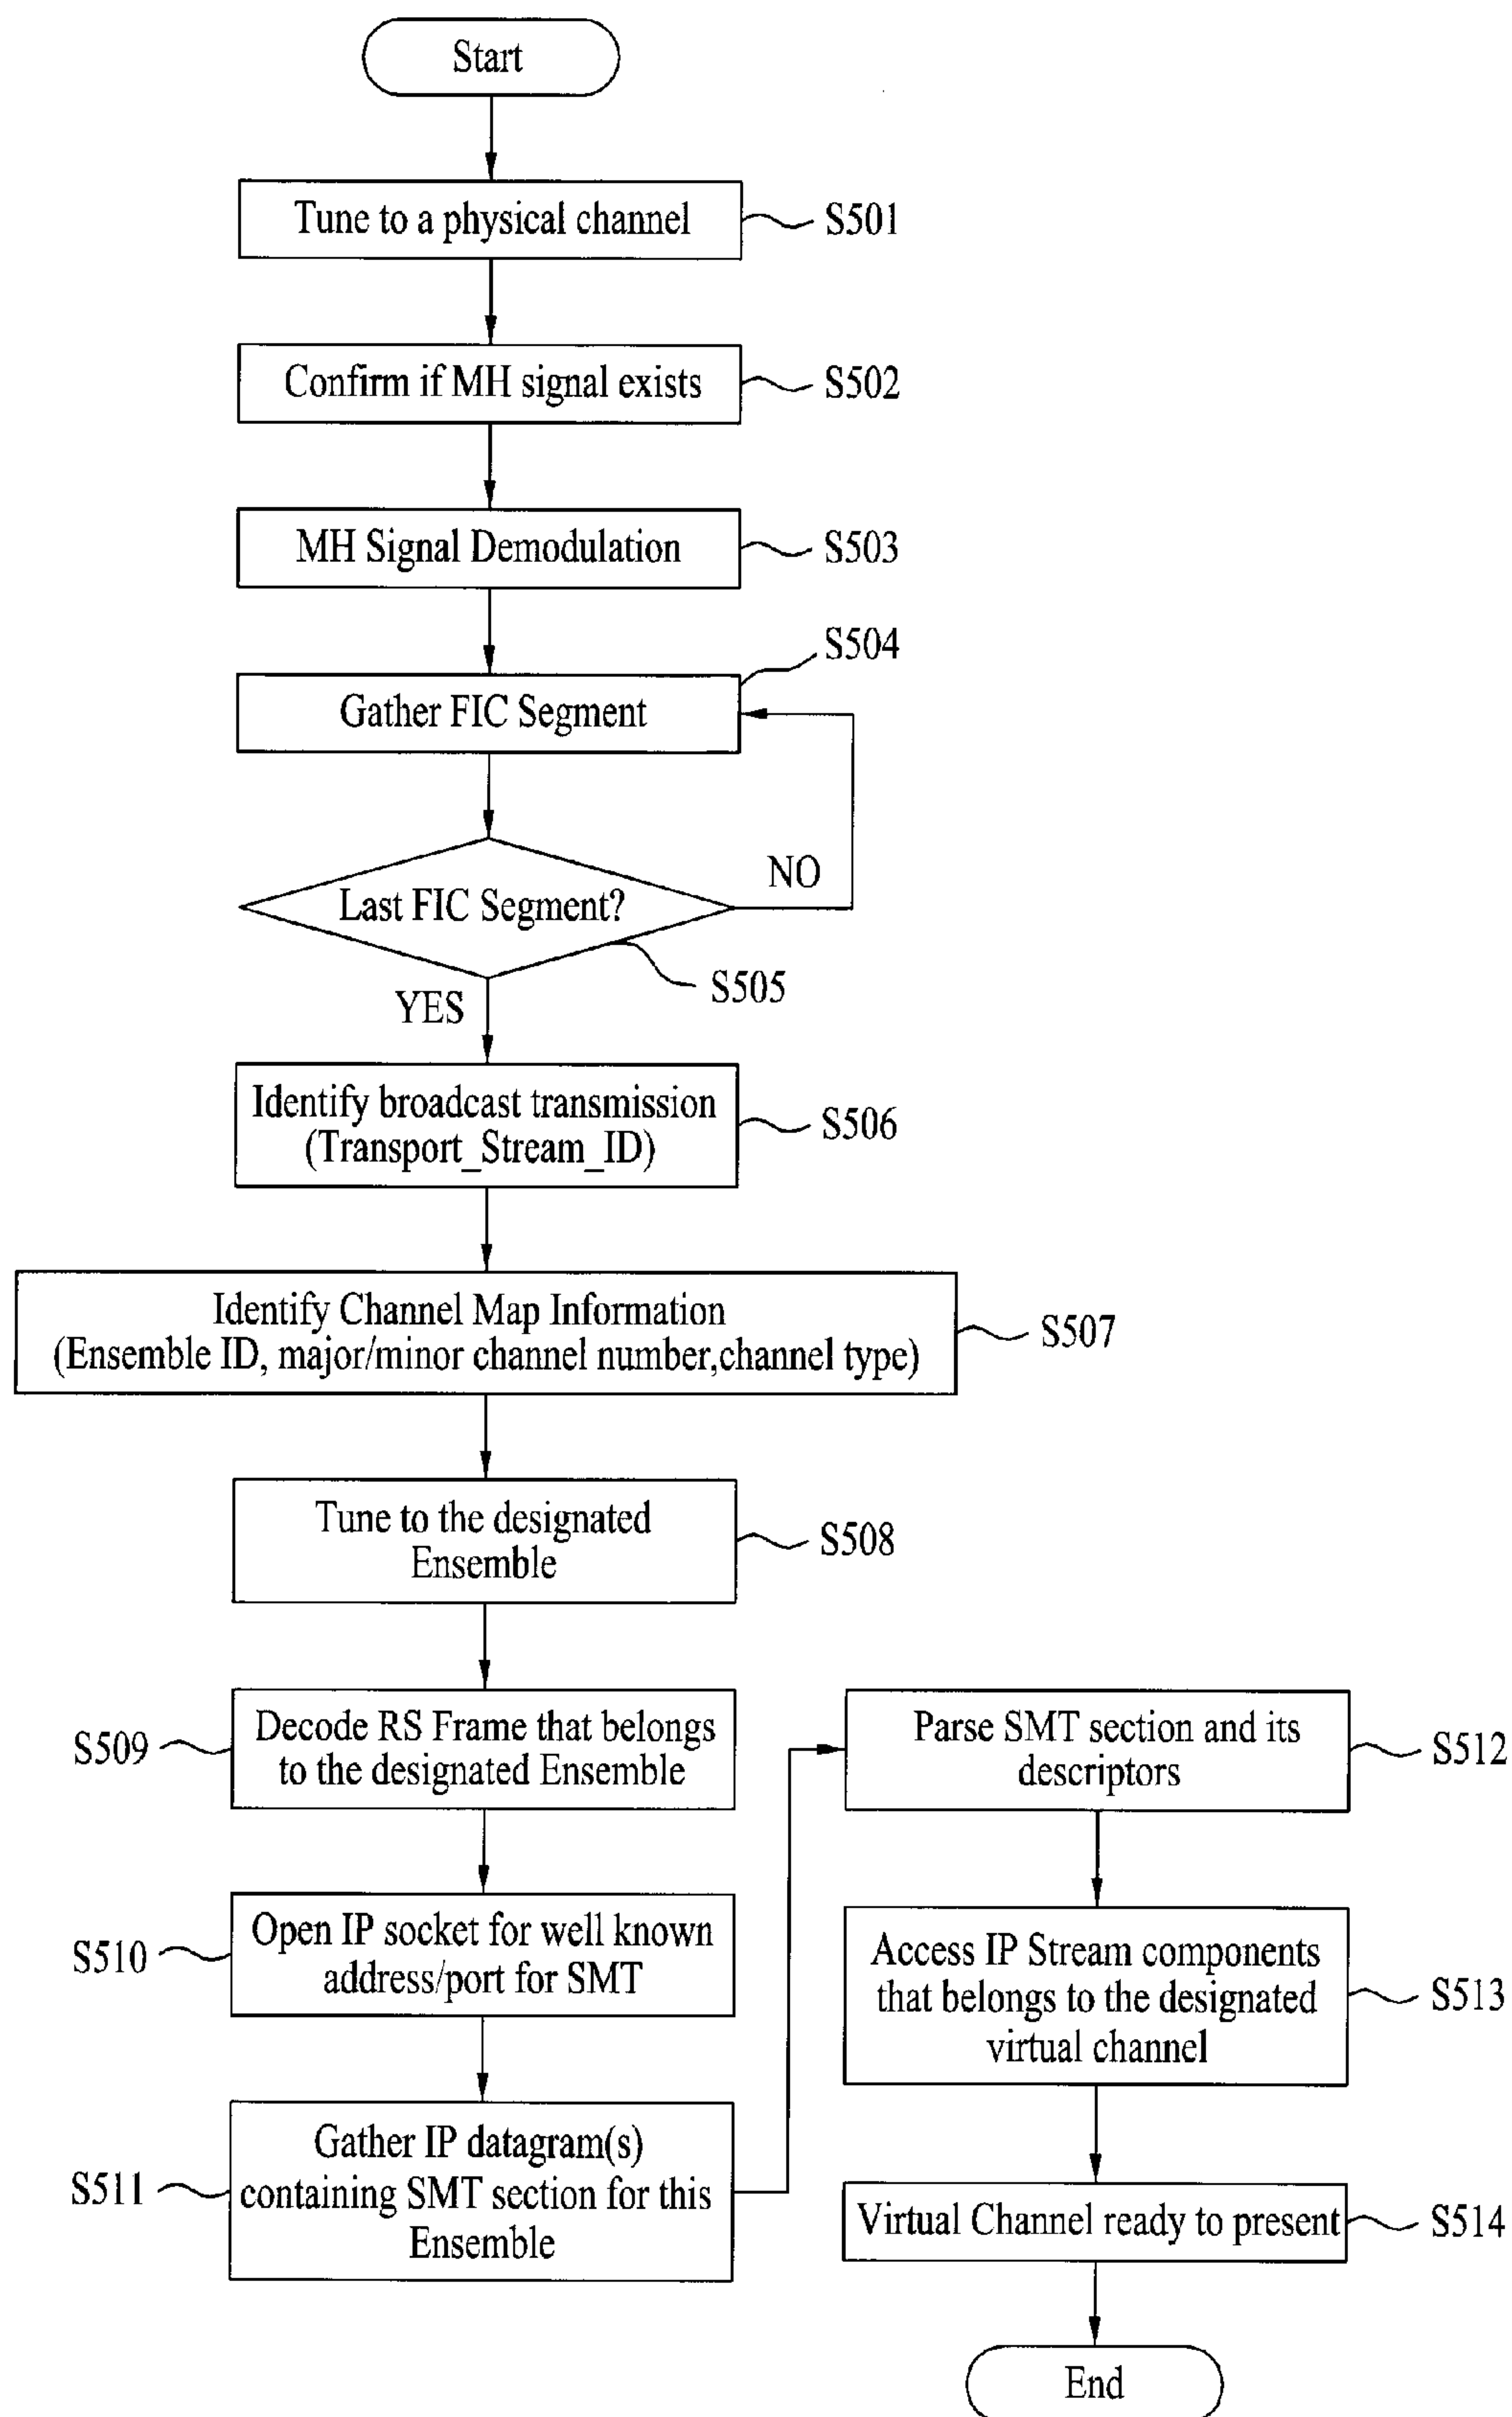 Start
Tune to a physical channel
S501
Confirm if MH signal exists
S502
MH Signal Demodulation
S503
S504
Gather FIC Segment
NO
Last FIC Segment?
S505
YES
Identify broadcast transmission
(Transport_Stream_ID)
S506
Identify Channel Map Information
(Ensemble ID, major/minor channel number,channel type)
S507
Tune to the designated
Ensemble
S508
S509
Decode RS Frame that belongs
to the designated Ensemble
S510
Open IP socket for well known
address/port for SMT
S511
Gather IP datagram(s)
containing SMT section for this
Ensemble
Parse SMT section and its
descriptors
S512
Access IP Stream components
that belongs to the designated
virtual channel
S513
Virtual Channel ready to present
S514
End